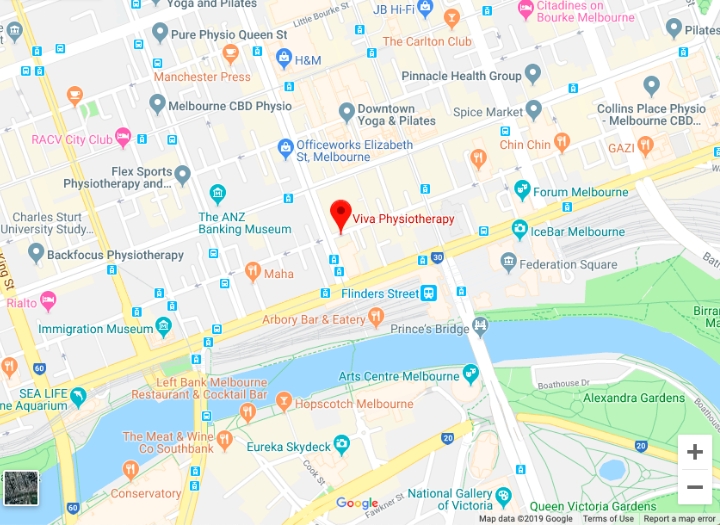 Yoga and Pilates
Little Bourke St
JB Hi-Fi
Citadines on
Bourke Melbourne
Pure Physio Queen St
The Carlton Club
Pilates
H&M
Manchester Press
Pinnacle Health Group
Melbourne CBD Physio
Downtown
Yoga & Pilates
Spice Market
Collins Place Physio
- Melbourne CBD...
RACV City Club
Officeworks Elizabeth
St, Melbourne
Chin Chin
GAZI
Flex Sports
Physiotherapy and...
The ANZ
Banking Museum
Forum Melbourne
Charles Sturt
University Study...
Viva Physiotherapy
IceBar Melbourne
Backfocus Physiotherapy
King St
Maha
30
Federation Square
Rialto
Flinders Street
Immigration Museum
Arbory Bar & Eatery
Prince's Bridge
Birrar
Ma
60
SEA LIFE
ne Aquarium
Left Bank Melbourne
Restaurant & Cocktail Bar
Arts Centre Melbourne
Boathouse Dr
Alexandra Gardens
Boathouse
Hopscotch Melbourne
The Meat & Wine
Co Southbank
Eureka Skydeck
20
20
Cook St
Conservatory
60
Google
Fawkner St
National Gallery
of Victoria
Queen Victoria Gardens
Map data ©2019 Google Terms of Use Report a map error